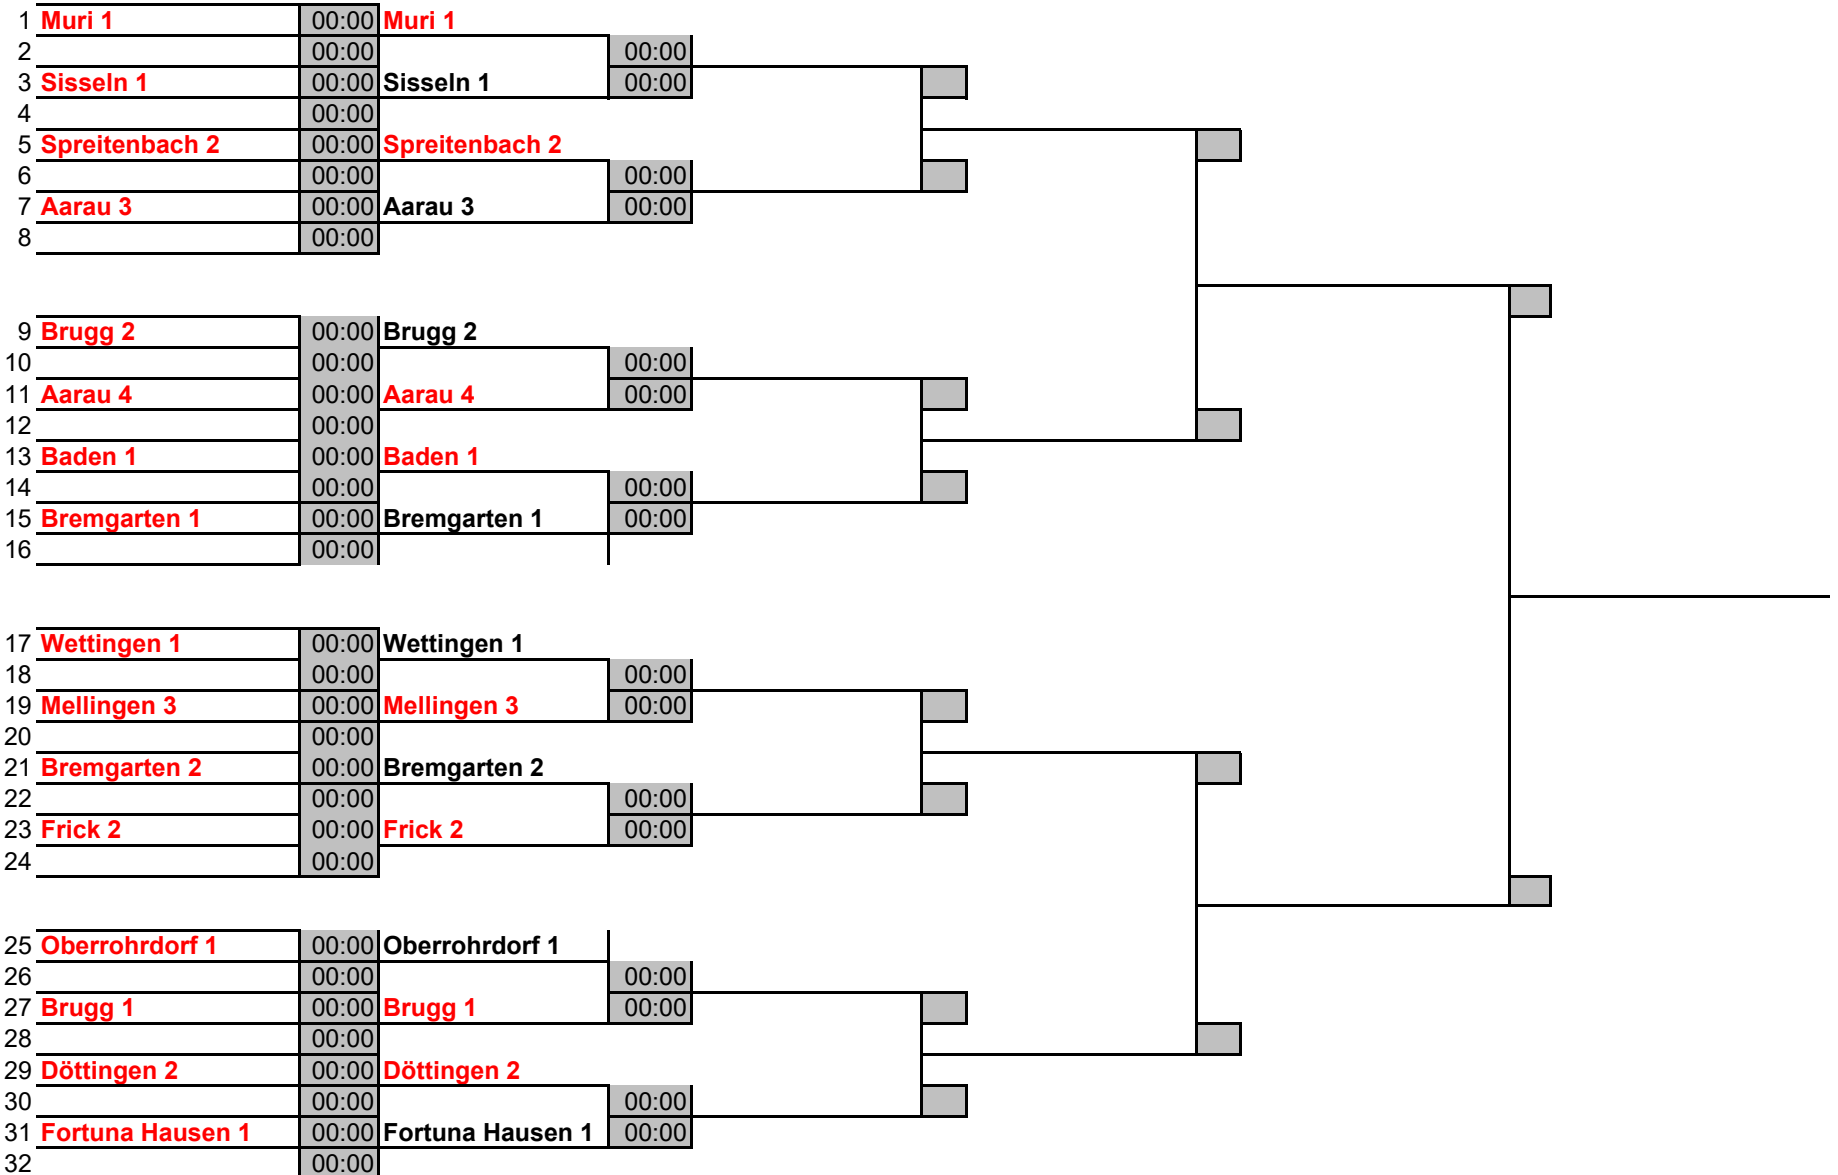 1 Muri 1 00:00 Muri 1
2 00:00 00:00
3 Sisseln 1 00:00 Sisseln 1 00:00
4 00:00
5 Spreitenbach 2 00:00 Spreitenbach 2
6 00:00 00:00
7 Aarau 3 00:00 Aarau 3 00:00
8 00:00
9 Brugg 2 00:00 Brugg 2
10 00:00 00:00
11 Aarau 4 00:00 Aarau 4 00:00
12 00:00
13 Baden 1 00:00 Baden 1
14 00:00 00:00
15 Bremgarten 1 00:00 Bremgarten 1 00:00
16 00:00
17 Wettingen 1 00:00 Wettingen 1
18 00:00 00:00
19 Mellingen 3 00:00 Mellingen 3 00:00
20 00:00
21 Bremgarten 2 00:00 Bremgarten 2
22 00:00 00:00
23 Frick 2 00:00 Frick 2 00:00
24 00:00
25 Oberrohrdorf 1 00:00 Oberrohrdorf 1
26 00:00 00:00
27 Brugg 1 00:00 Brugg 1 00:00
28 00:00
29 Döttingen 2 00:00 Döttingen 2
30 00:00 00:00
31 Fortuna Hausen 1 00:00 Fortuna Hausen 1 00:00
32 00:00